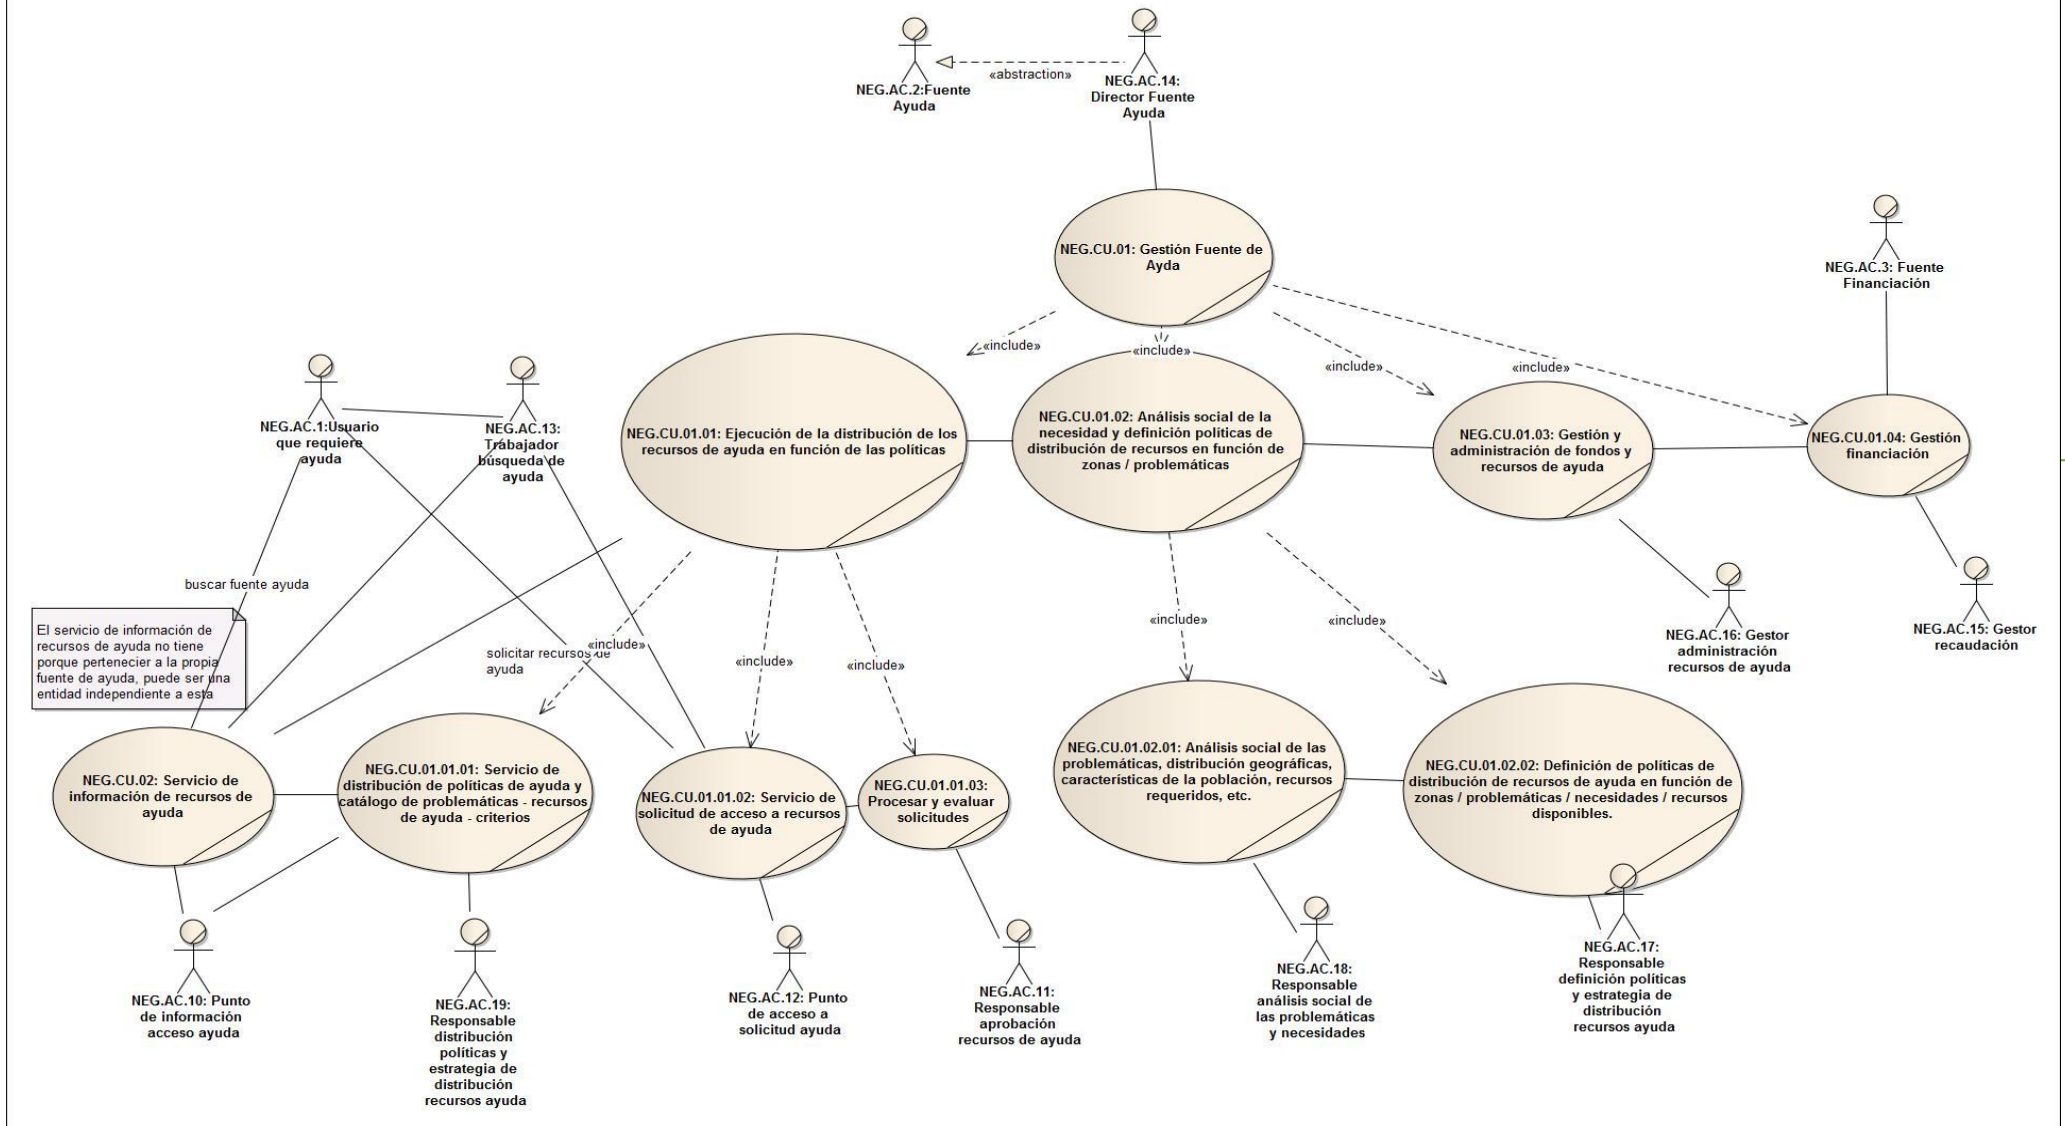 NEG.AC.2:Fuente
Ayuda
«abstraction»
NEG.AC.14:
Director Fuente
Ayuda
NEG.CU.01: Gestión Fuente de
Ayda
NEG.AC.3: Fuente
Financiación
«include»
«include»
«include»
«include»
NEG.AC.1:Usuario
que requiere
ayuda
NEG.AC.13:
Trabajador
búsqueda de
ayuda
NEG.CU.01.01: Ejecución de la distribución de los
recursos de ayuda en función de las políticas
NEG.CU.01.02: Análisis social de la
necesidad y definición políticas de
distribución de recursos en función de
zonas / problemáticas
NEG.CU.01.03: Gestión y
administración de fondos y
recursos de ayuda
NEG.CU.01.04: Gestión
financiación
buscar fuente ayuda
El servicio de información de
recursos de ayuda no tiene
porque pertenecier a la propia
fuente de ayuda, puede ser una
entidad independiente a esta
solicitar recursos de
ayuda
«include»
«include»
«include»
«include»
«include»
NEG.AC.16: Gestor
administración
recursos de ayuda
NEG.AC.15: Gestor
recaudación
NEG.CU.02: Servicio de
información de recursos de
ayuda
NEG.CU.01.01.01: Servicio de
distribución de políticas de ayuda y
catálogo de problemáticas - recursos
de ayuda - criterios
NEG.CU.01.01.02: Servicio de
solicitud de acceso a recursos
de ayuda
NEG.CU.01.01.03:
Procesar y evaluar
solicitudes
NEG.CU.01.02.01: Análisis social de las
problemáticas, distribución geográficas,
características de la población, recursos
requeridos, etc.
NEG.CU.01.02.02: Definición de políticas de
distribución de recursos de ayuda en función de
zonas / problemáticas / necesidades / recursos
disponibles.
NEG.AC.10: Punto
de información
acceso ayuda
NEG.AC.19:
Responsable
distribución
políticas y
estrategia de
distribución
recursos ayuda
NEG.AC.12: Punto
de acceso a
solicitud ayuda
NEG.AC.11:
Responsable
aprobación
recursos de ayuda
NEG.AC.18:
Responsable
análisis social de
las problemáticas
y necesidades
NEG.AC.17:
Responsable
definición políticas
y estrategia de
distribución
recursos ayuda